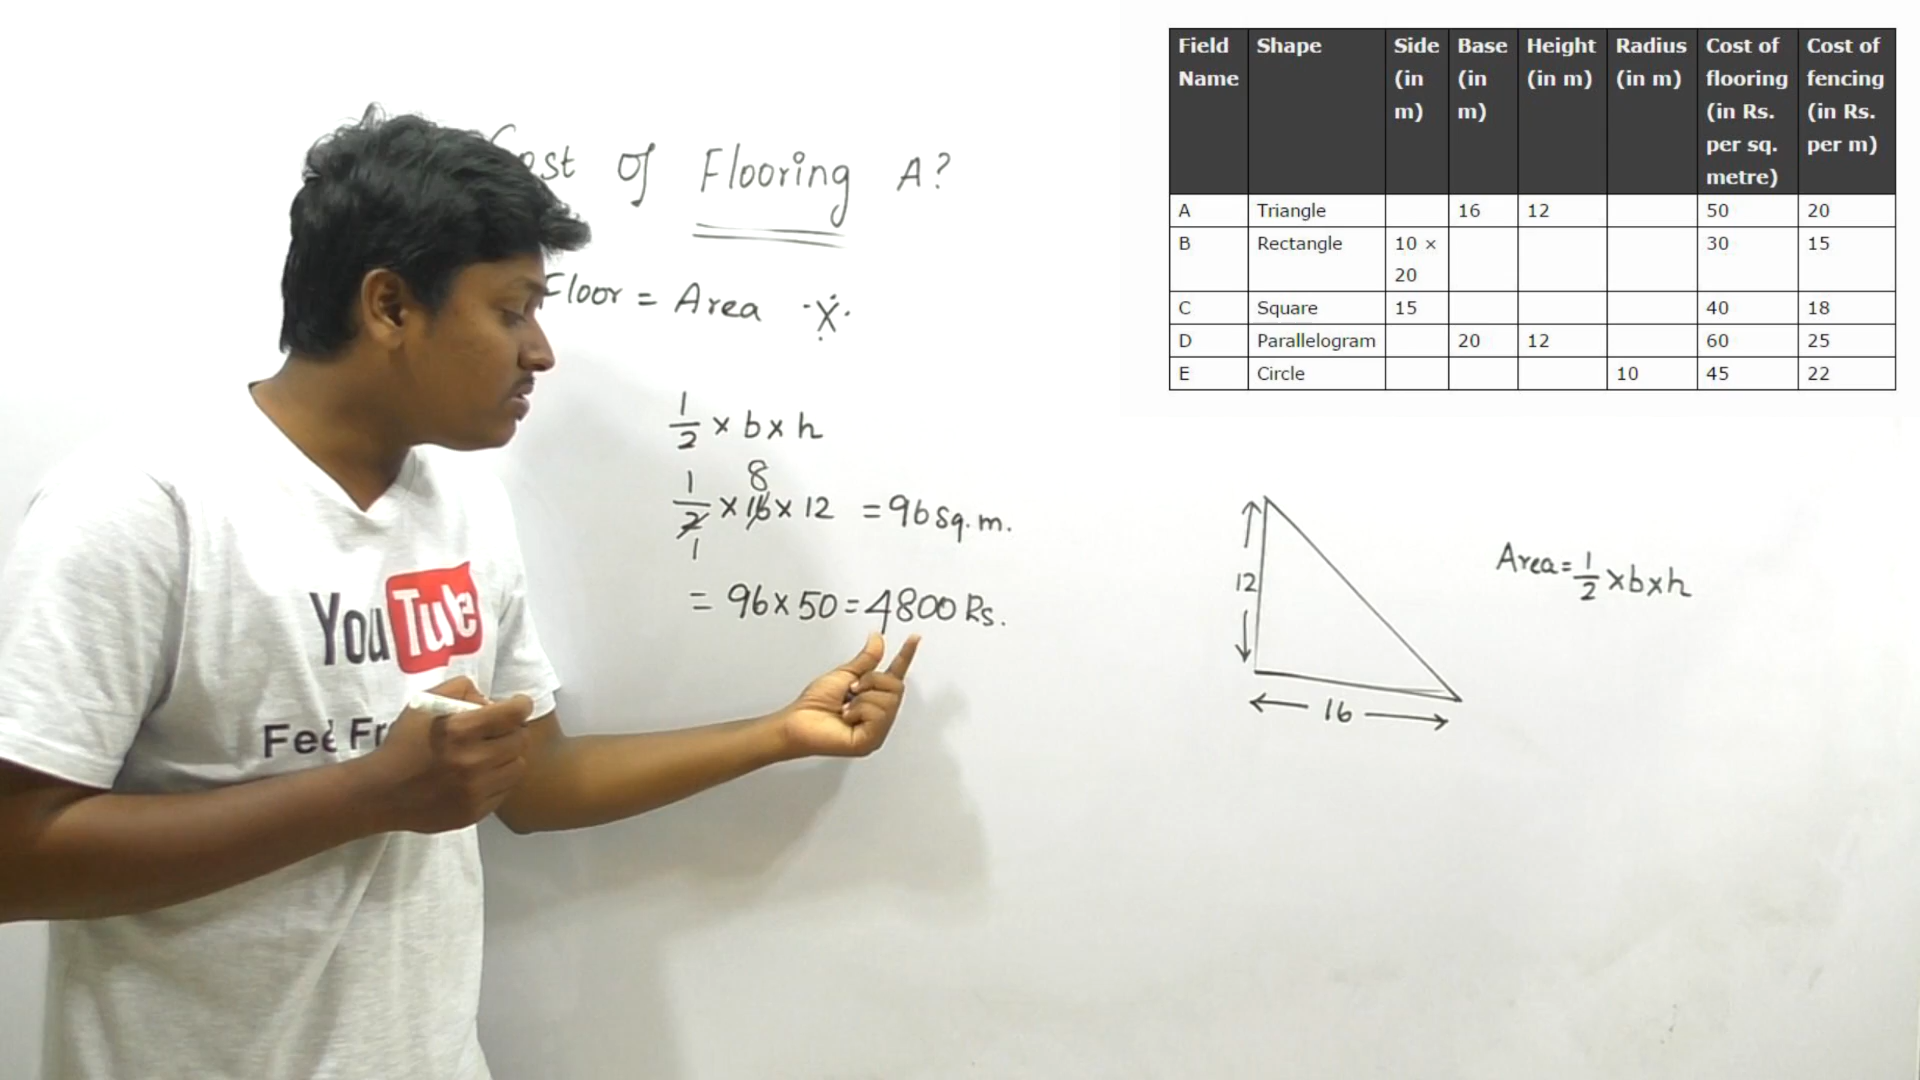 Cost of Flooring A?
Floor = Area
1/2 × b × h
8
1/2 × 16 × 12 = 96 sq. m.
1
= 96 × 50 = 4800 Rs.
YouTube
Fee Fr
Field Name Shape Side (in m) Base (in m) Height (in m) Radius (in m) Cost of flooring (in Rs. per sq. metre) Cost of fencing (in Rs. per m)
A Triangle 16 12 50 20
B Rectangle 10 × 20 30 15
C Square 15 40 18
D Parallelogram 20 12 60 25
E Circle 10 45 22
12
16
Area = 1/2 × b × h